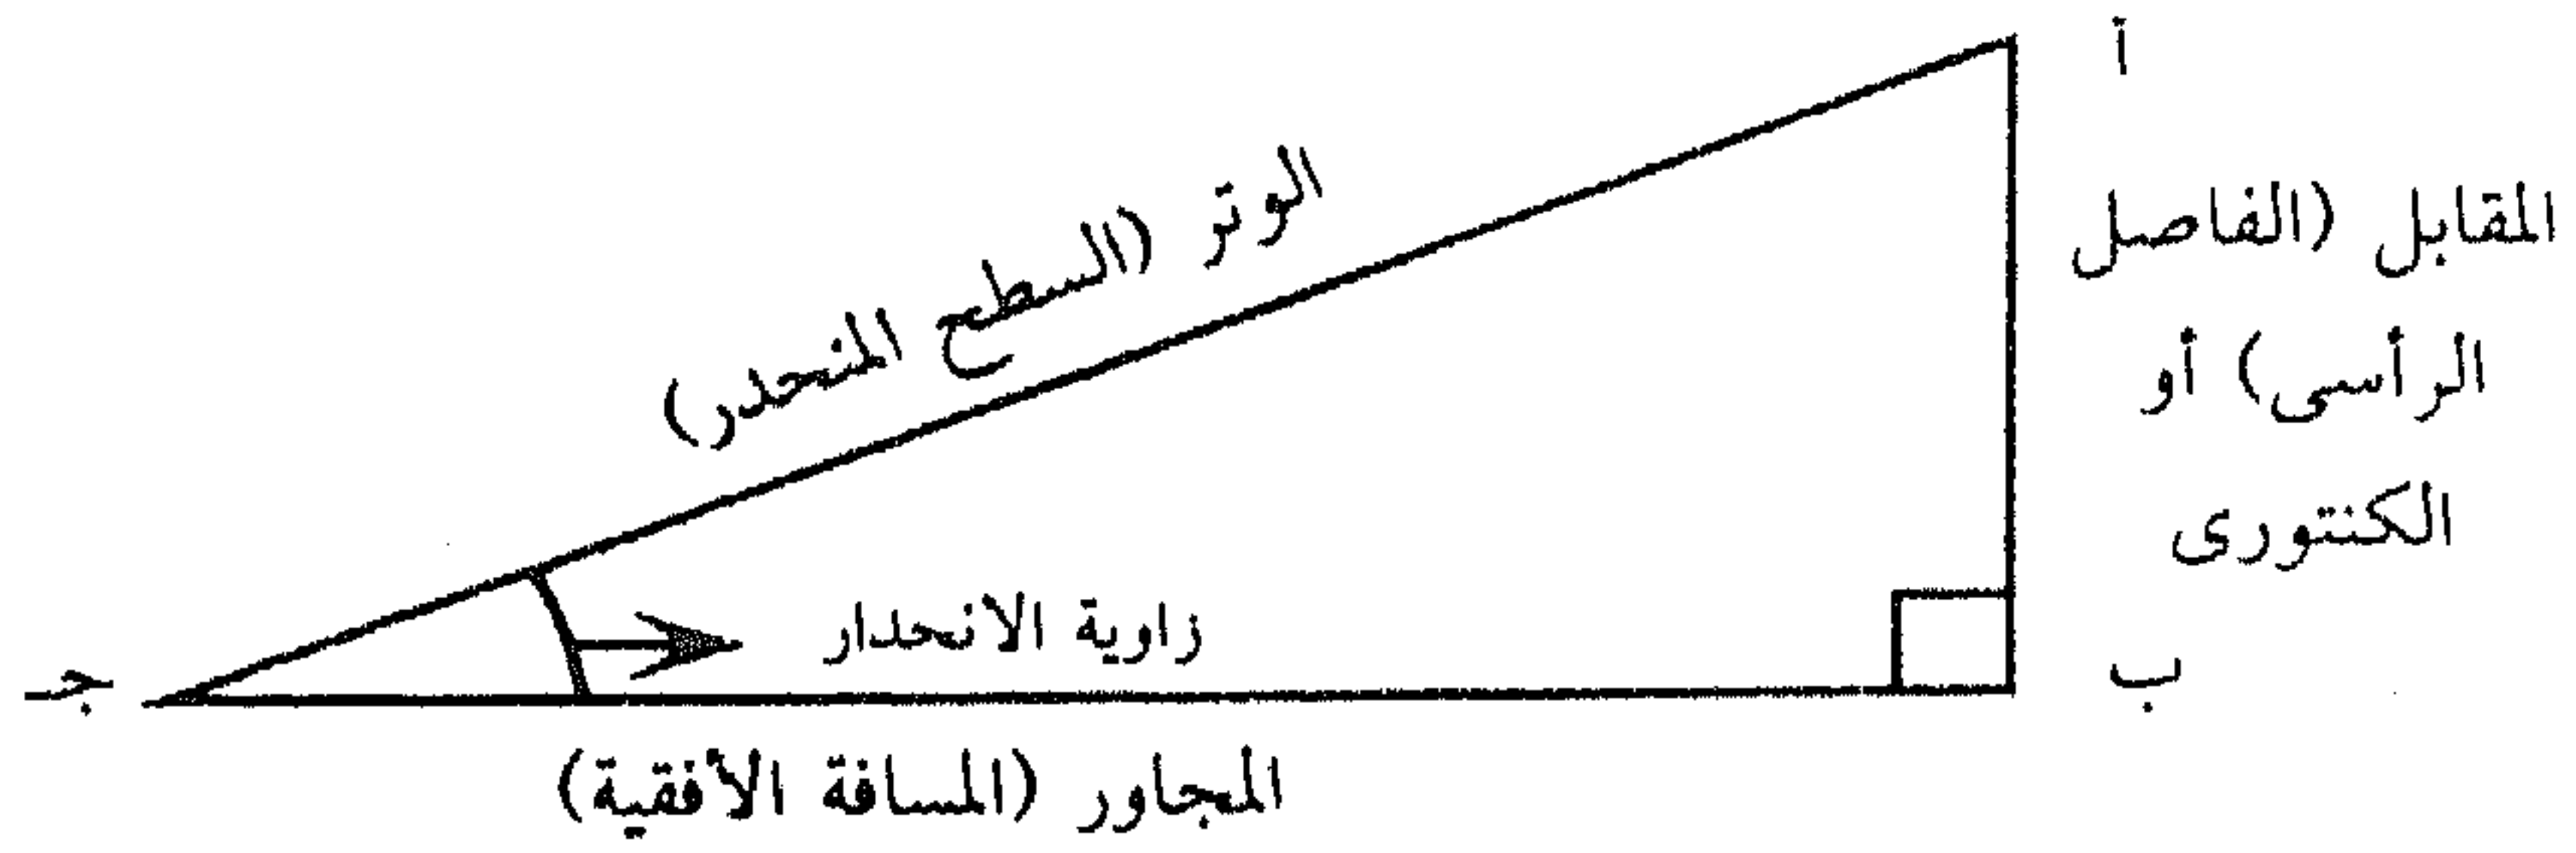 أ
المقابل (الفاصل
الرأسى) أو
الكنتورى
الوتر (السطح المنحدر)
زاوية الانحدار
ب
جـ
المجاور (المسافة الأفقية)